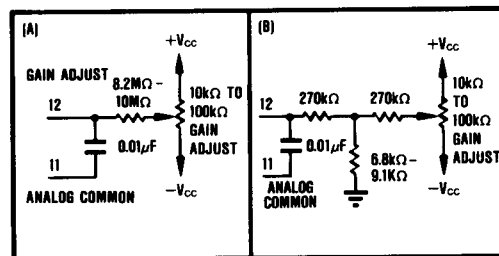 (A)
+VCC
8.2MΩ –
10MΩ
GAIN ADJUST
10kΩ TO
100kΩ
GAIN
ADJUST
12
0.01µF
11
ANALOG COMMON
−VCC
(B)
+VCC
270kΩ
270kΩ
10kΩ
TO
100kΩ
GAIN
ADJUST
12
0.01µF
6.8kΩ–
9.1KΩ
11
ANALOG
COMMON
−VCC